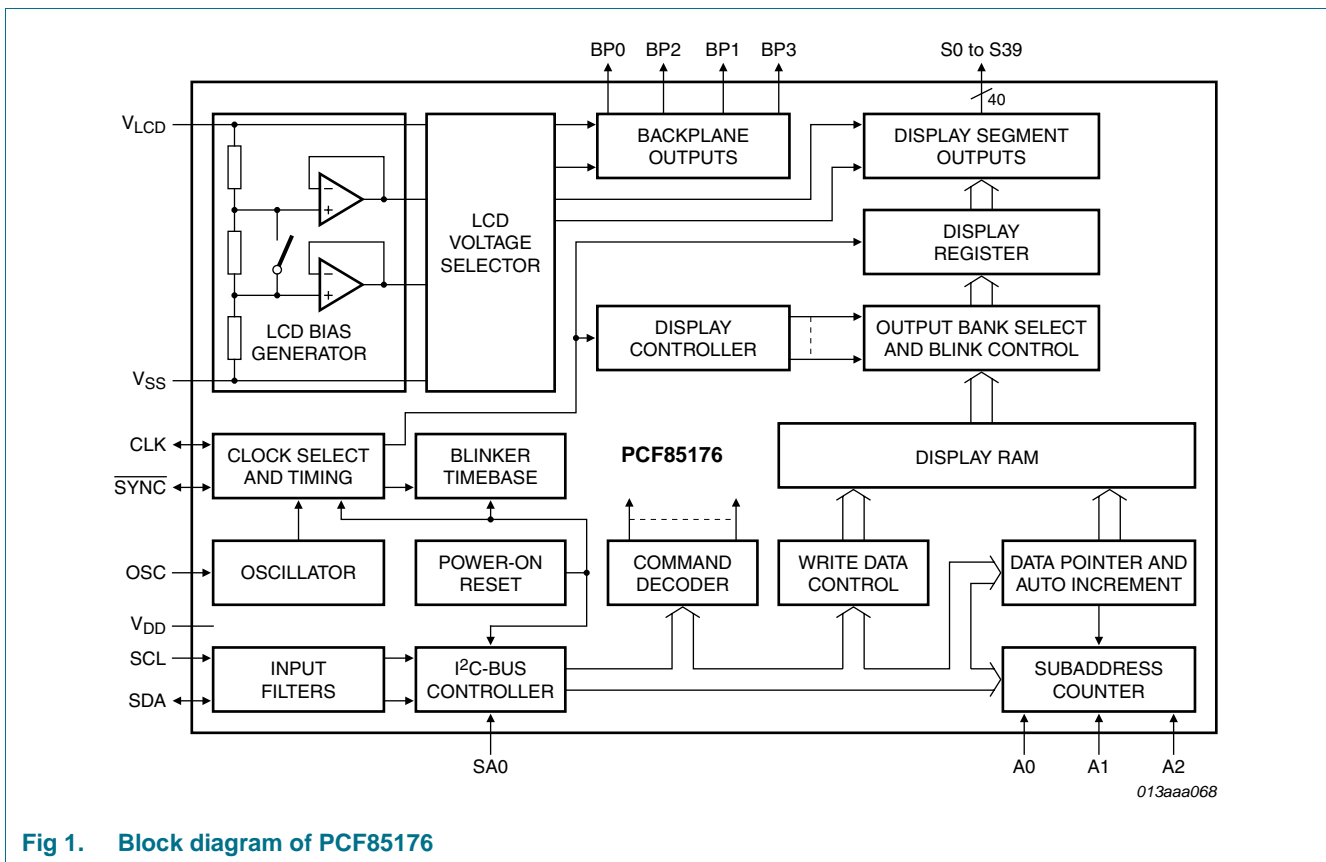 BP0 BP2 BP1 BP3 S0 to S39
40
VLCD
BACKPLANE
OUTPUTS
DISPLAY SEGMENT
OUTPUTS
−
+
LCD
VOLTAGE
SELECTOR
DISPLAY
REGISTER
−
+
LCD BIAS
GENERATOR
DISPLAY
CONTROLLER
OUTPUT BANK SELECT
AND BLINK CONTROL
VSS
CLK
SYNC
CLOCK SELECT
AND TIMING
BLINKER
TIMEBASE
PCF85176
DISPLAY RAM
OSC
OSCILLATOR
POWER-ON
RESET
COMMAND
DECODER
WRITE DATA
CONTROL
DATA POINTER AND
AUTO INCREMENT
VDD
SCL
SDA
INPUT
FILTERS
I2C-BUS
CONTROLLER
SUBADDRESS
COUNTER
SA0 A0 A1 A2
013aaa068
Fig 1. Block diagram of PCF85176